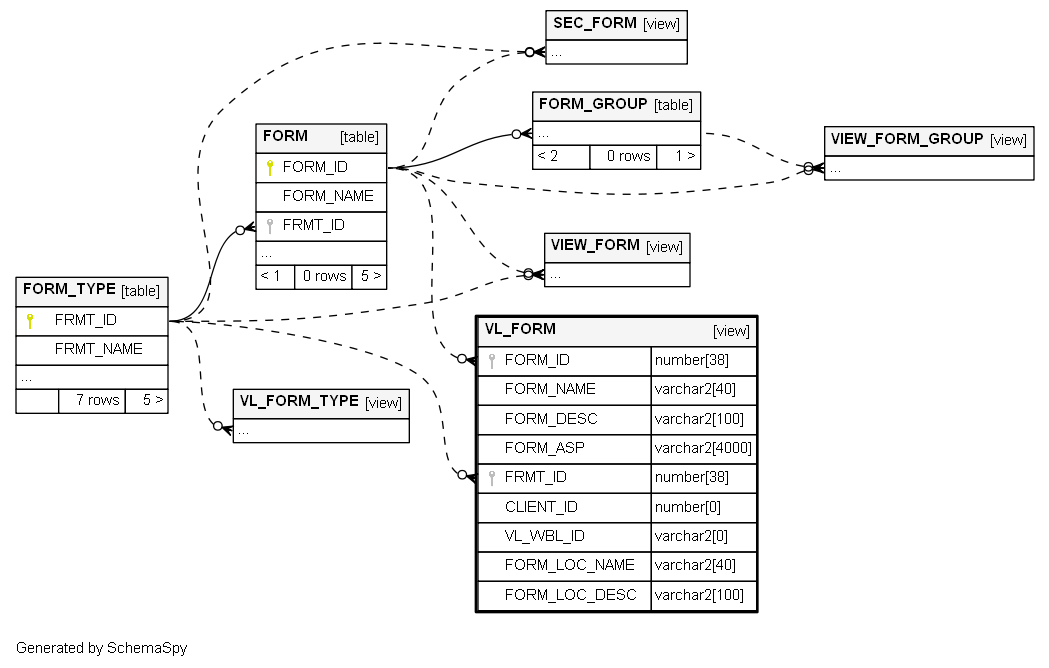 SEC_FORM [view]
...
FORM_GROUP [table]
...
< 2 0 rows 1 >
VIEW_FORM_GROUP [view]
...
FORM [table]
FORM_ID
FORM_NAME
FRMT_ID
...
< 1 0 rows 5 >
VIEW_FORM [view]
...
FORM_TYPE [table]
FRMT_ID
FRMT_NAME
...
7 rows 5 >
VL_FORM [view]
FORM_ID number[38]
FORM_NAME varchar2[40]
FORM_DESC varchar2[100]
FORM_ASP varchar2[4000]
FRMT_ID number[38]
CLIENT_ID number[0]
VL_WBL_ID varchar2[0]
FORM_LOC_NAME varchar2[40]
FORM_LOC_DESC varchar2[100]
VL_FORM_TYPE [view]
...
Generated by SchemaSpy